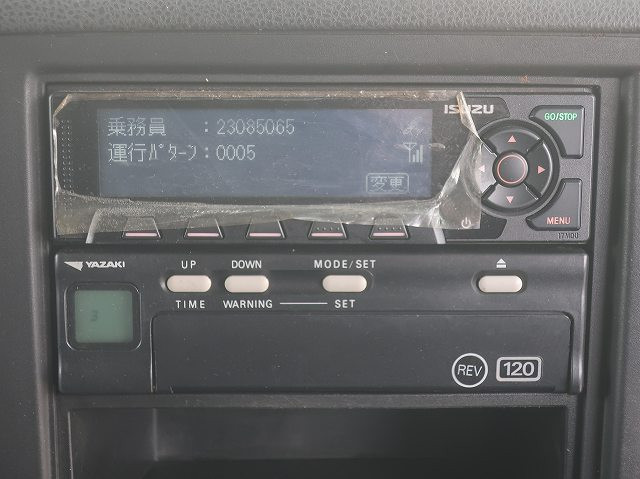 ISUZU
乗務員 : 23085065
運行ﾊﾟﾀｰﾝ : 0005
変更
GO/STOP
MENU
YAZAKI
UP DOWN MODE/SET
TIME WARNING SET
3
REV 120